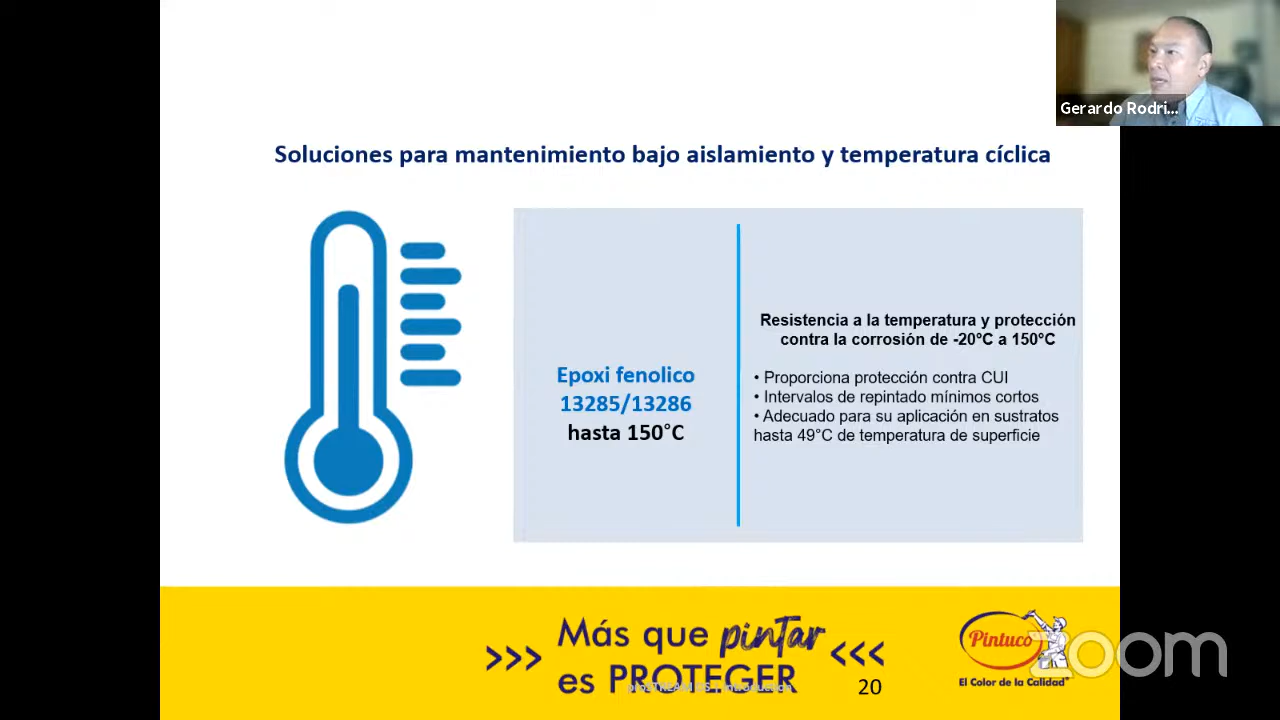 Gerardo Rodri...
Soluciones para mantenimiento bajo aislamiento y temperatura cíclica
Epoxi fenolico
13285/13286
hasta 150°C
Resistencia a la temperatura y protección
contra la corrosión de -20°C a 150°C
• Proporciona protección contra CUI
• Intervalos de repintado mínimos cortos
• Adecuado para su aplicación en sustratos
hasta 49°C de temperatura de superficie
>>> Más que pintar <<<
es PROTEGER
20
Pintuco
El Color de la Calidad®
zoom